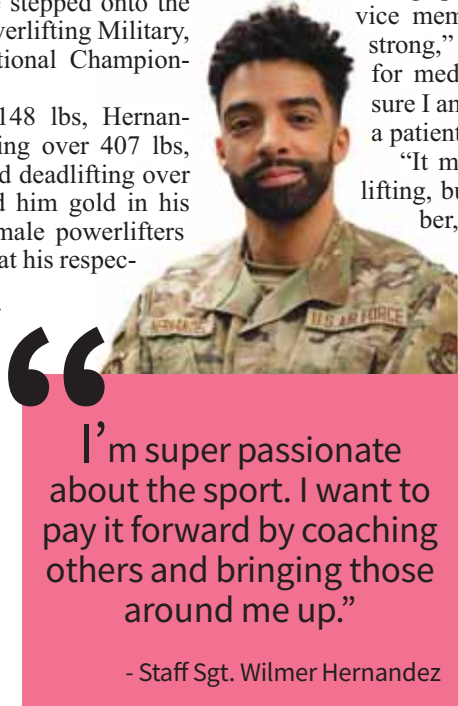 stepped onto the
verlifting Military,
tional Champion-
148 lbs, Hernan-
ing over 407 lbs,
d deadlifting over
d him gold in his
male powerlifters
at his respec-
vice mem
strong,”
for med
sure I an
a patient
“It m
lifting, bu
ber,
U.S. AIR FORCE
“
I’m super passionate
about the sport. I want to
pay it forward by coaching
others and bringing those
around me up.”
- Staff Sgt. Wilmer Hernandez